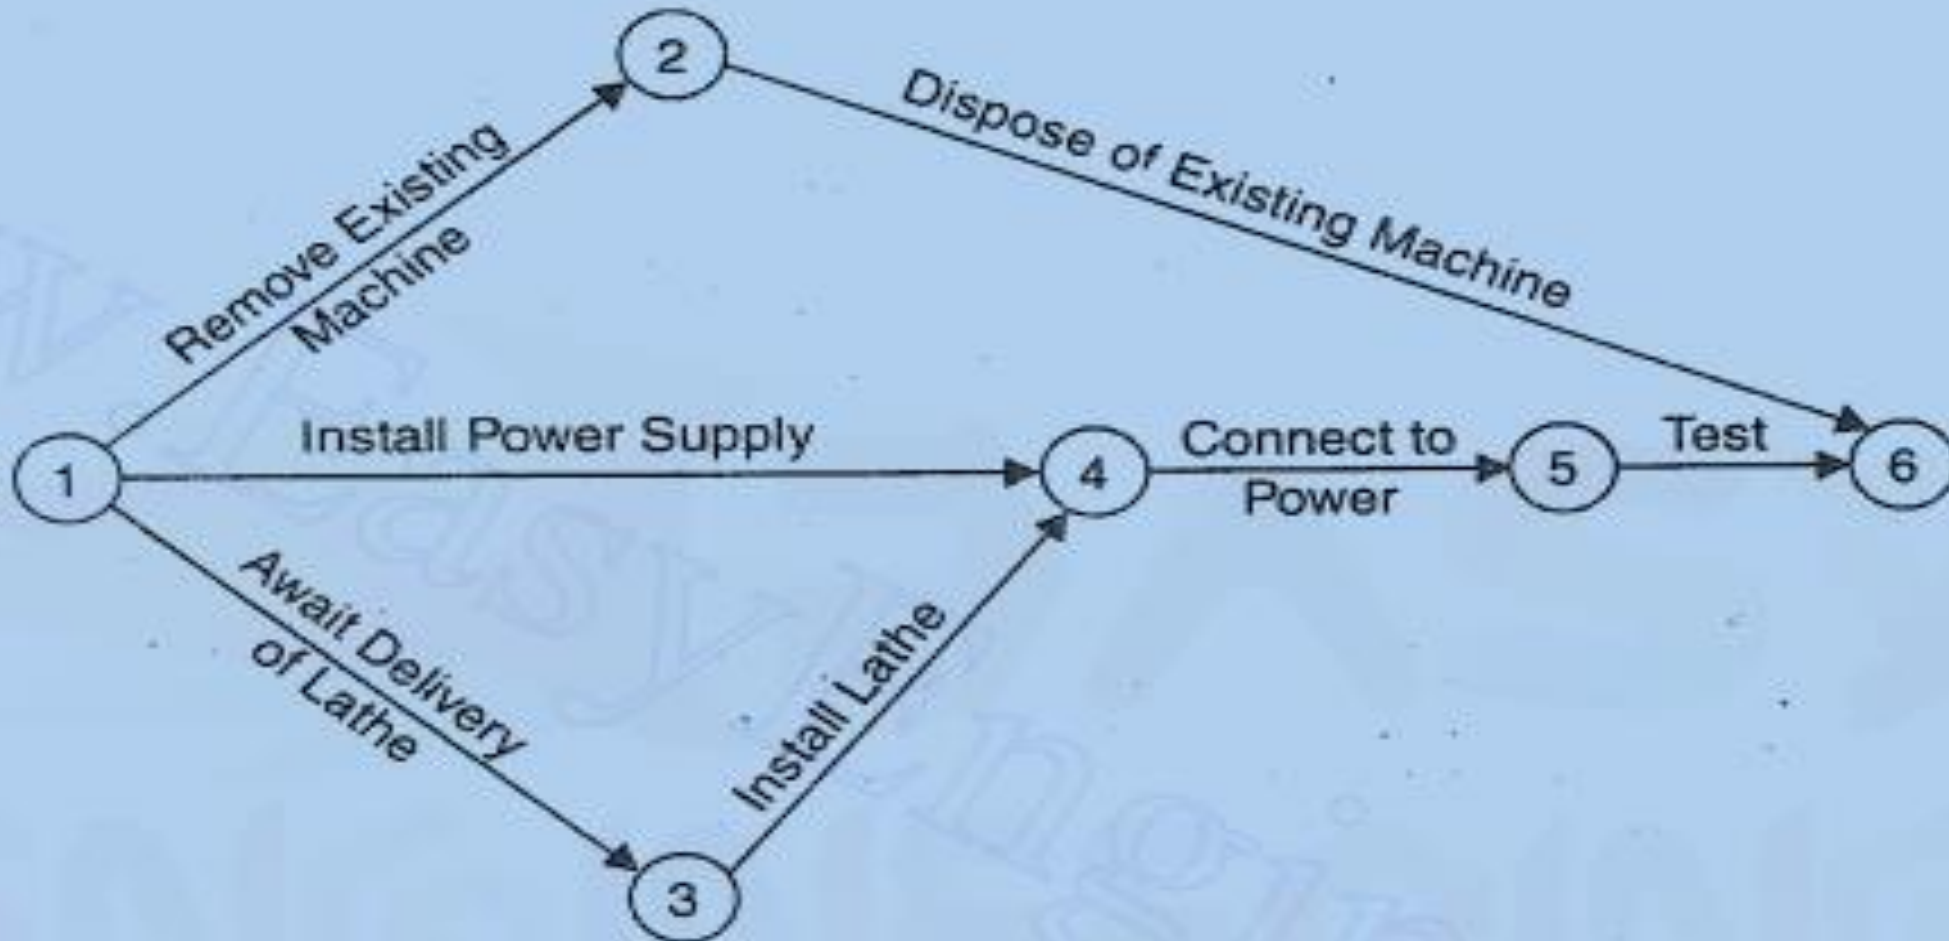 2
Dispose of Existing Machine
Remove Existing
Machine
1
Install Power Supply
4
Connect to
Power
5
Test
6
Await Delivery
of Lathe
Install Lathe
3